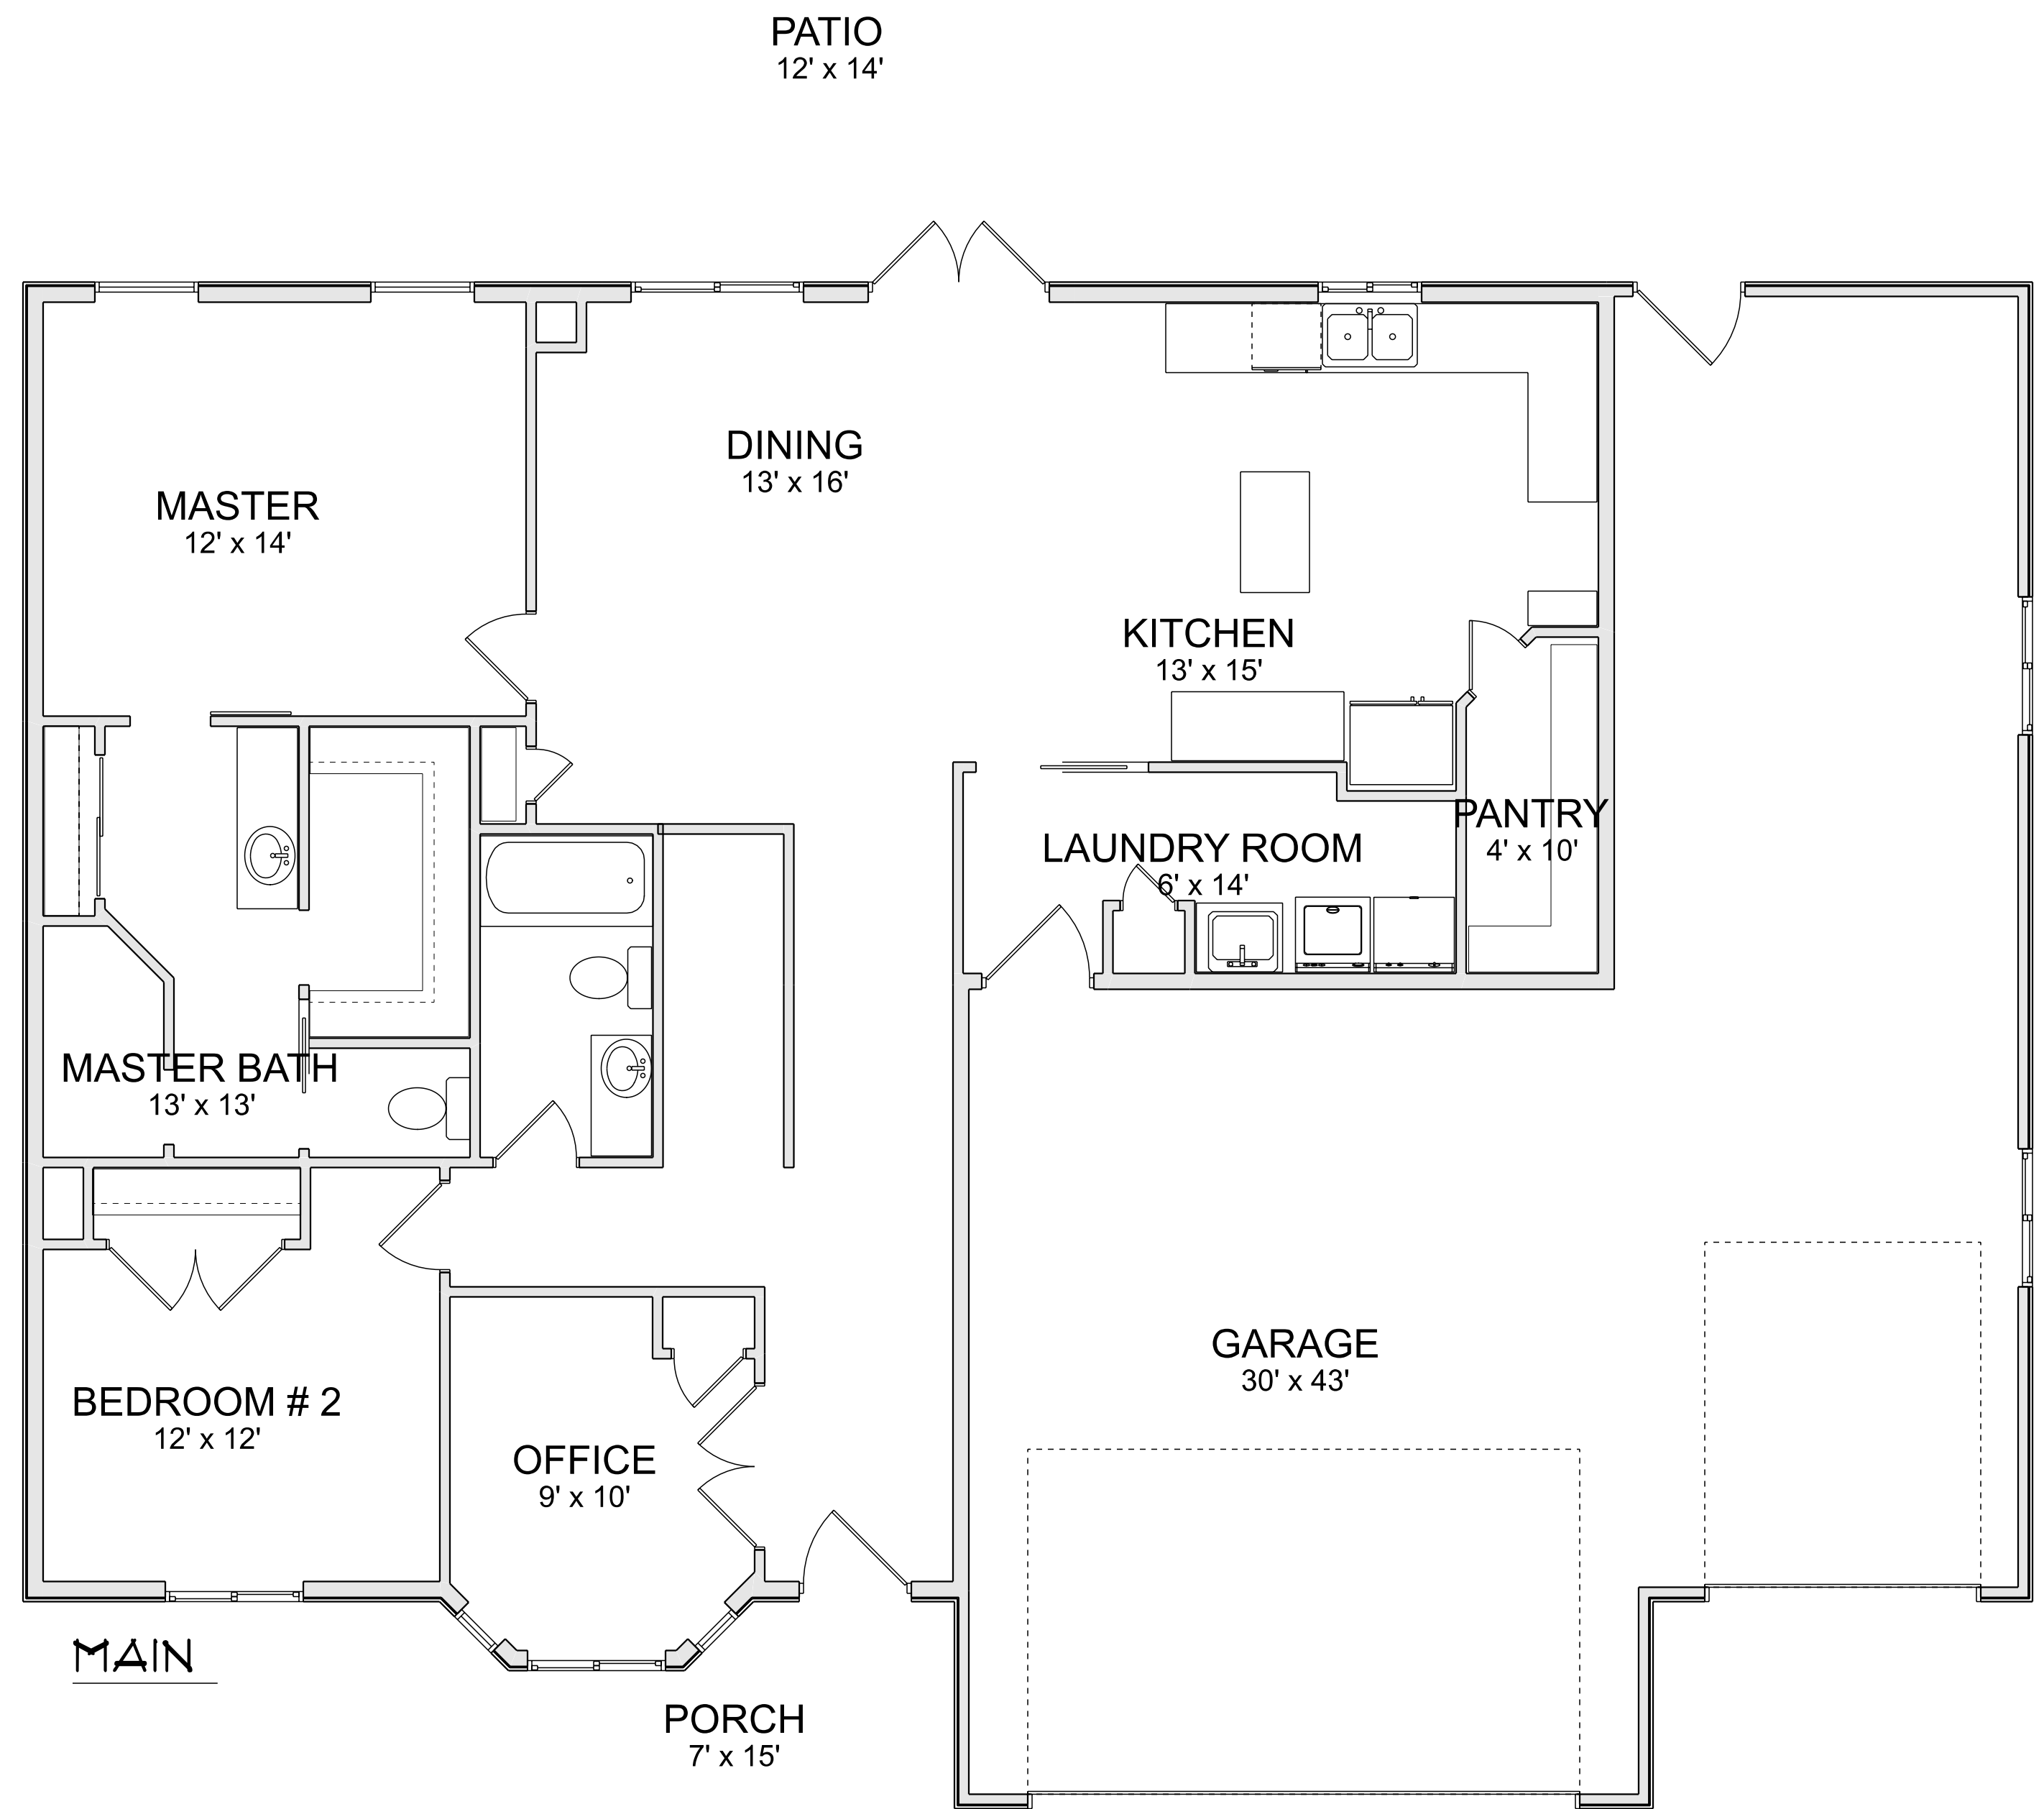 PATIO
12' x 14'
DINING
13' x 16'
MASTER
12' x 14'
KITCHEN
13' x 15'
PANTRY
4' x 10'
LAUNDRY ROOM
6' x 14'
MASTER BATH
13' x 13'
GARAGE
30' x 43'
BEDROOM # 2
12' x 12'
OFFICE
9' x 10'
MAIN
PORCH
7' x 15'